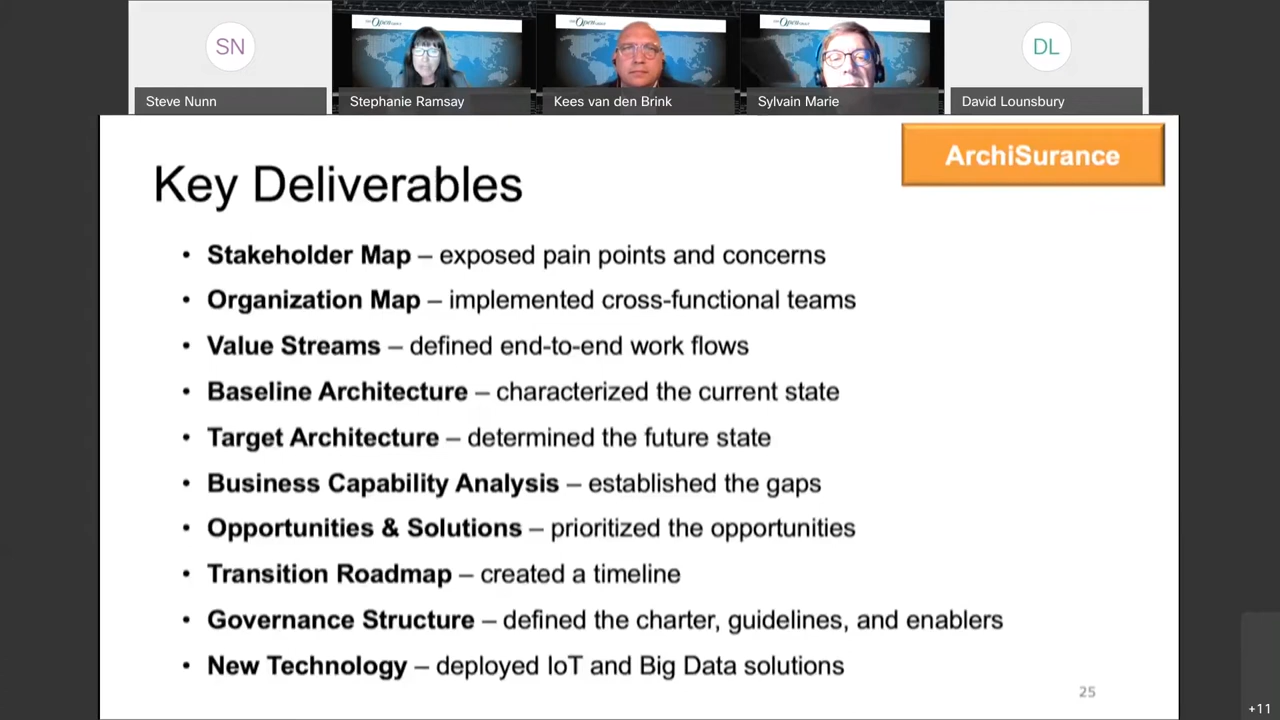 SN
DL
Steve Nunn
Stephanie Ramsay
Kees van den Brink
Sylvain Marie
David Lounsbury
ArchiSurance
Key Deliverables
• Stakeholder Map – exposed pain points and concerns
• Organization Map – implemented cross-functional teams
• Value Streams – defined end-to-end work flows
• Baseline Architecture – characterized the current state
• Target Architecture – determined the future state
• Business Capability Analysis – established the gaps
• Opportunities & Solutions – prioritized the opportunities
• Transition Roadmap – created a timeline
• Governance Structure – defined the charter, guidelines, and enablers
• New Technology – deployed IoT and Big Data solutions
25
+11